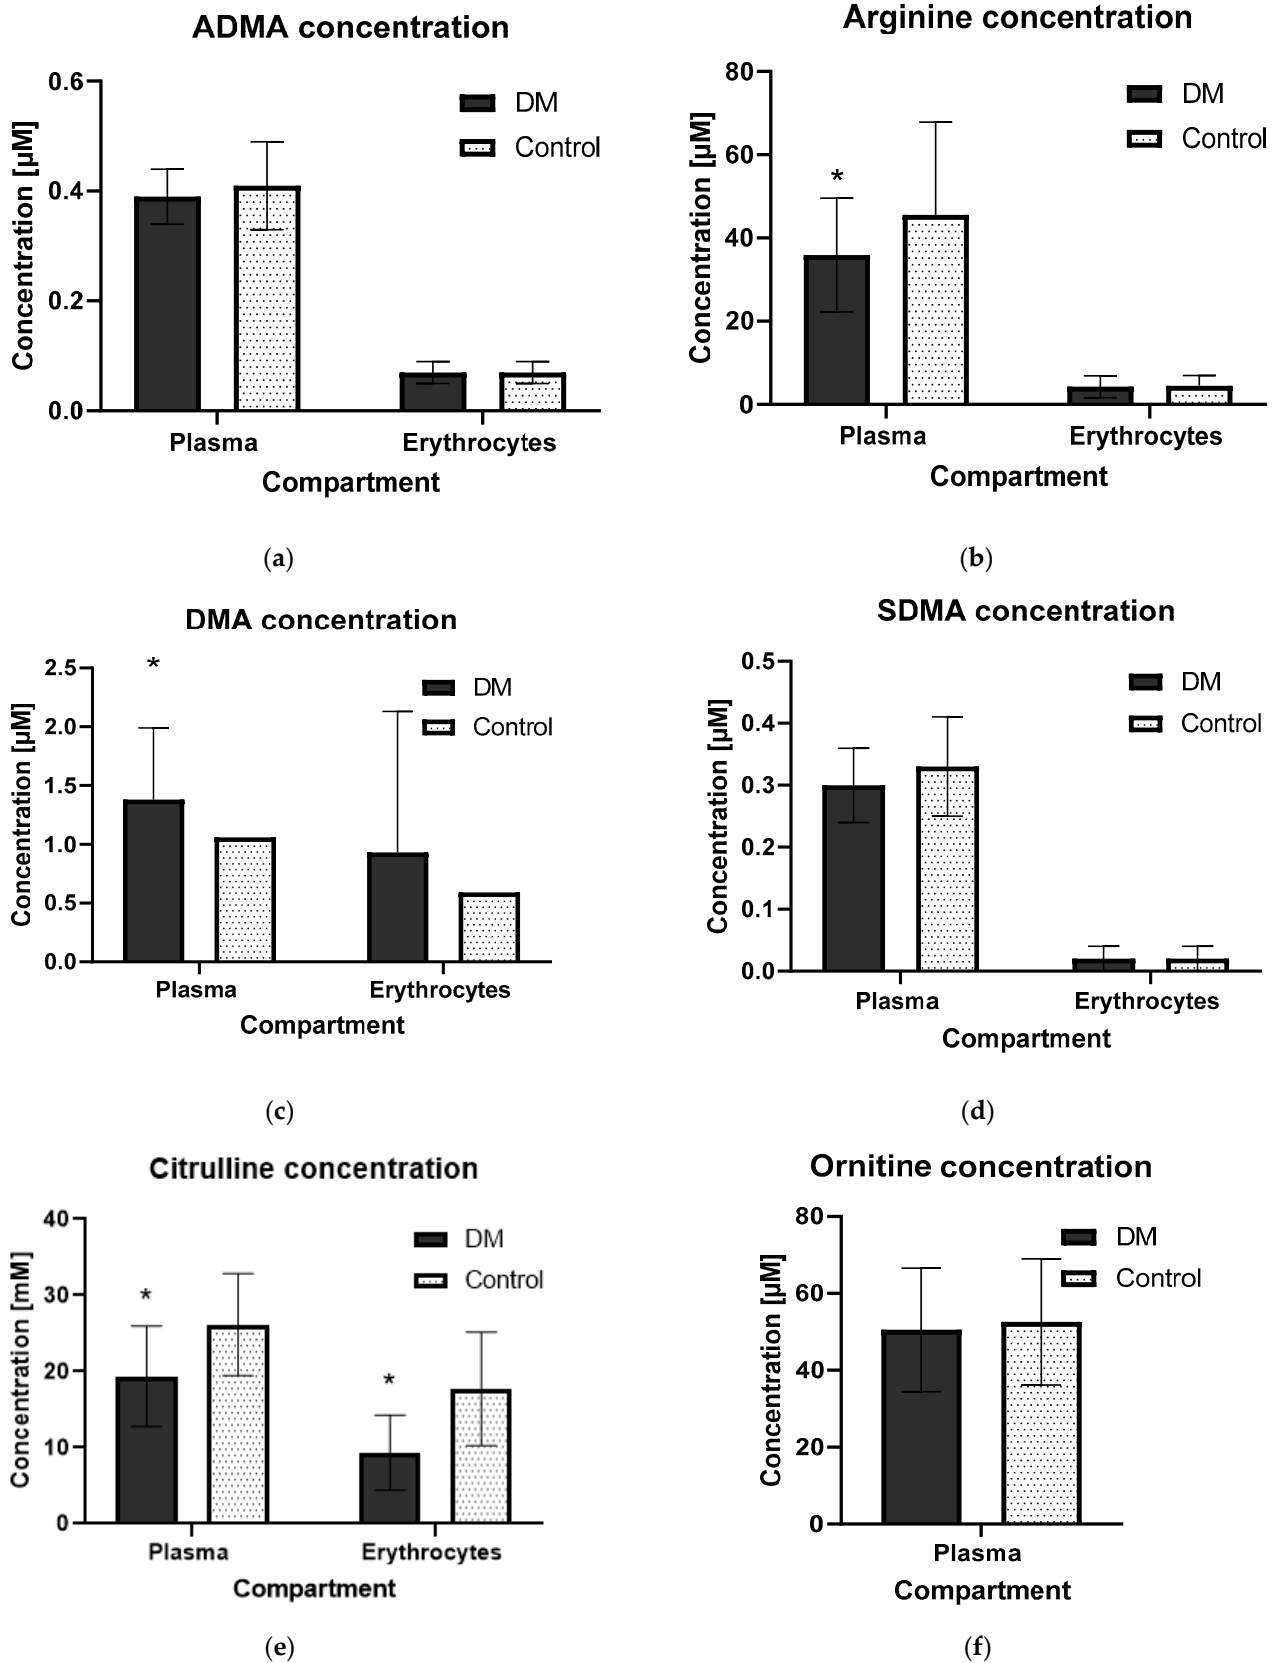 ADMA concentration
Concentration [µM]
0.6
0.4
0.2
0.0
DM
Control
Plasma
Erythrocytes
Compartment
(a)
Arginine concentration
Concentration [µM]
80
60
40
20
0
*
DM
Control
Plasma
Erythrocytes
Compartment
(b)
DMA concentration
Concentration [µM]
2.5
2.0
1.5
1.0
0.5
0.0
*
DM
Control
Plasma
Erythrocytes
Compartment
(c)
SDMA concentration
Concentration [µM]
0.5
0.4
0.3
0.2
0.1
0.0
DM
Control
Plasma
Erythrocytes
Compartment
(d)
Citrulline concentration
Concentration [mM]
40
30
20
10
0
*
*
DM
Control
Plasma
Erythrocytes
Compartment
(e)
Ornitine concentration
Concentration [µM]
80
60
40
20
0
DM
Control
Plasma
Compartment
(f)